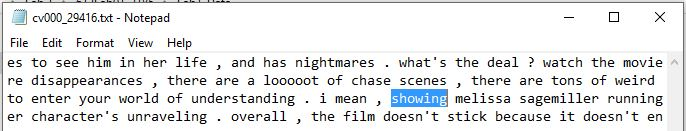 cv000_29416.txt - Notepad
File Edit Format View Help
es to see him in her life , and has nightmares . what's the deal ? watch the movie
re disappearances , there are a looooot of chase scenes , there are tons of weird
to enter your world of understanding . i mean , showing melissa sagemiller running
er character's unraveling . overall , the film doesn't stick because it doesn't en